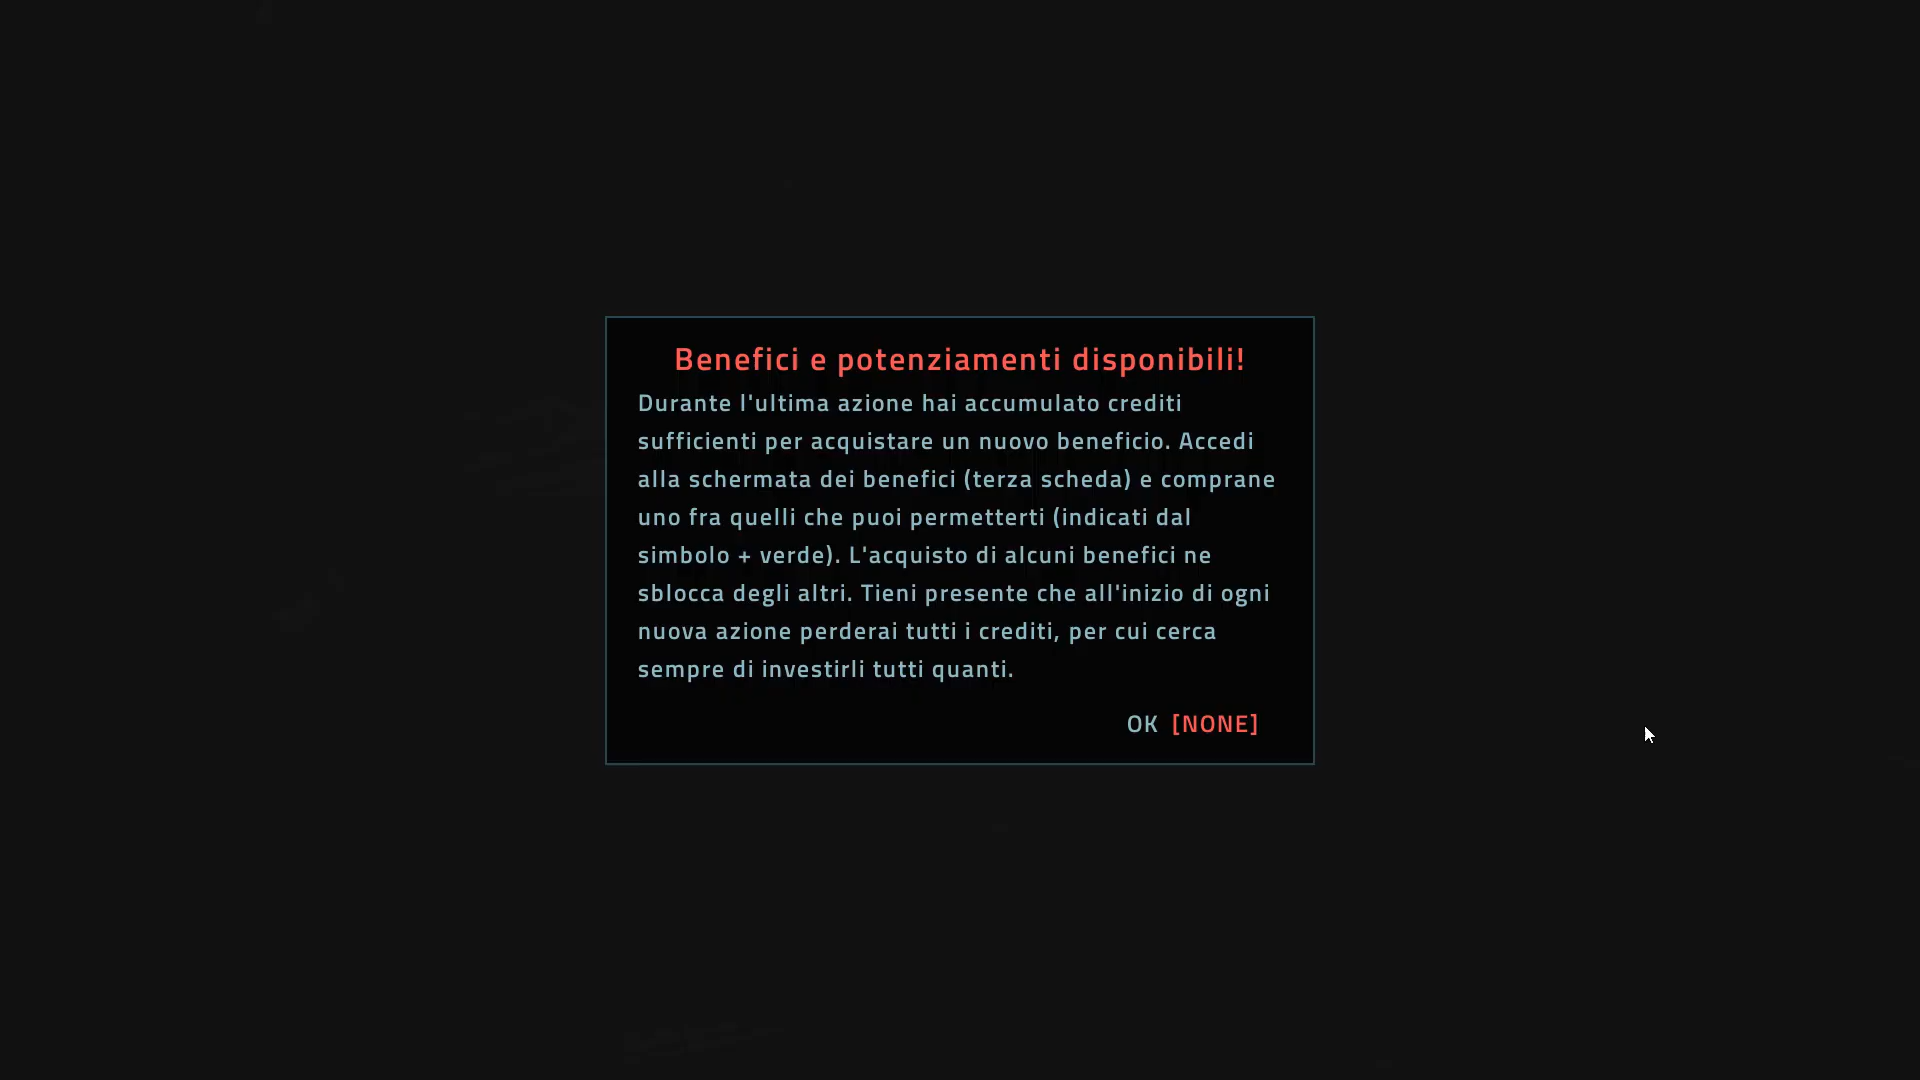 Benefici e potenziamenti disponibili!
Durante l'ultima azione hai accumulato crediti
sufficienti per acquistare un nuovo beneficio. Accedi
alla schermata dei benefici (terza scheda) e comprane
uno fra quelli che puoi permetterti (indicati dal
simbolo + verde). L'acquisto di alcuni benefici ne
sblocca degli altri. Tieni presente che all'inizio di ogni
nuova azione perderai tutti i crediti, per cui cerca
sempre di investirli tutti quanti.
OK [NONE]